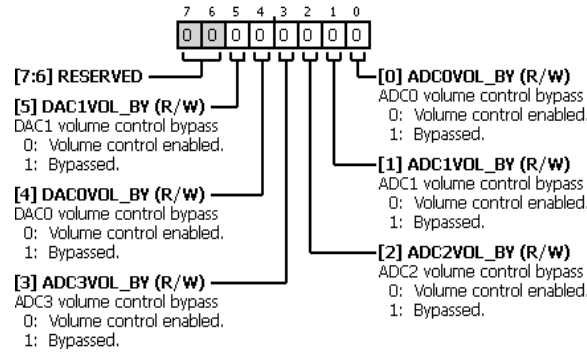 7 6 5 4 3 2 1 0
0 0 0 0 0 0 0 0
[7:6] RESERVED
[5] DAC1VOL_BY (R/W)
DAC1 volume control bypass
0: Volume control enabled.
1: Bypassed.
[4] DAC0VOL_BY (R/W)
DAC0 volume control bypass
0: Volume control enabled.
1: Bypassed.
[3] ADC3VOL_BY (R/W)
ADC3 volume control bypass
0: Volume control enabled.
1: Bypassed.
[0] ADC0VOL_BY (R/W)
ADC0 volume control bypass
0: Volume control enabled.
1: Bypassed.
[1] ADC1VOL_BY (R/W)
ADC1 volume control bypass
0: Volume control enabled.
1: Bypassed.
[2] ADC2VOL_BY (R/W)
ADC2 volume control bypass
0: Volume control enabled.
1: Bypassed.